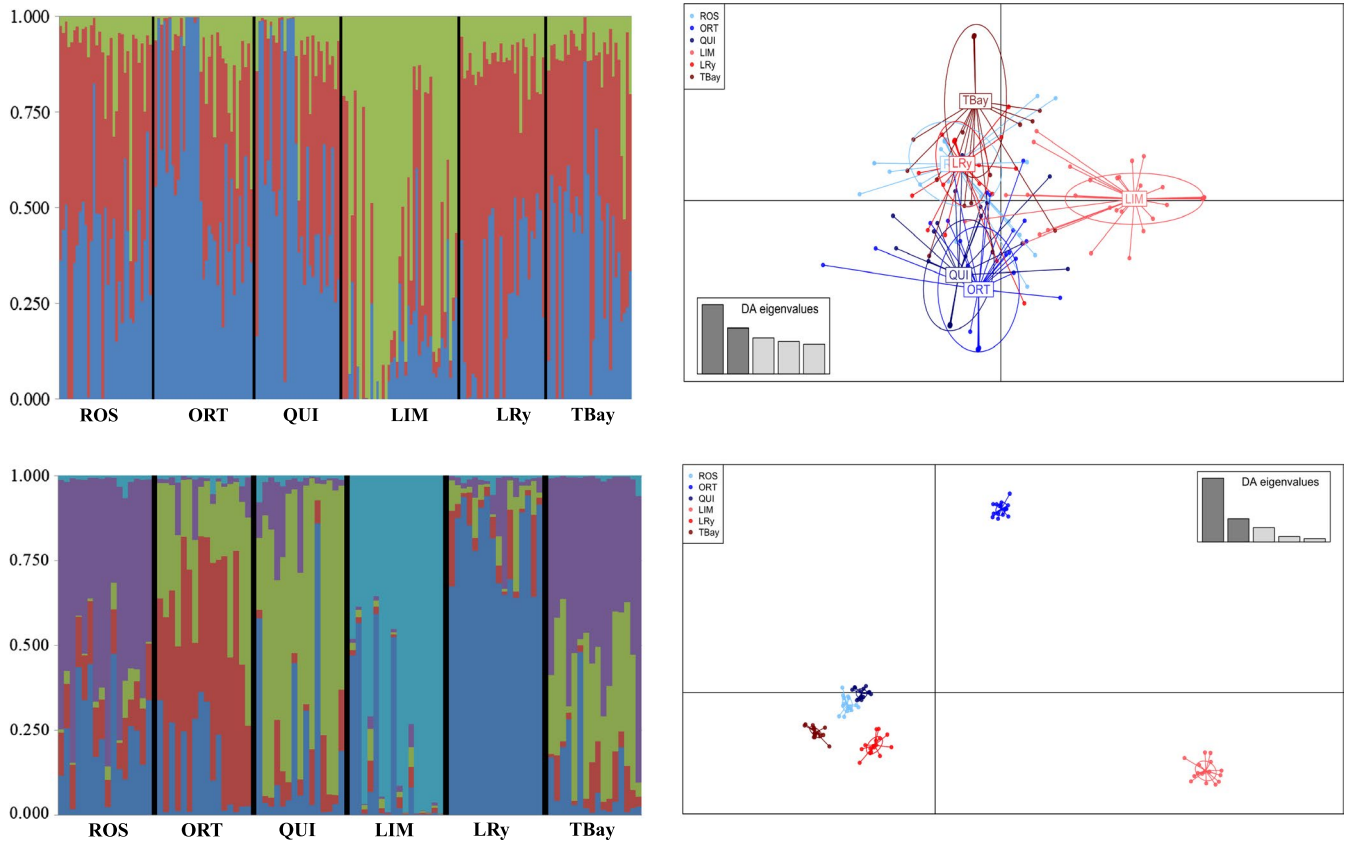 1.000
0.750
0.500
0.250
0.000
ROS ORT QUI LIM LRy TBay
ROS
ORT
QUI
LIM
LRy
TBay
TBay
LRy
LIM
QUI
ORT
DA eigenvalues
1.000
0.750
0.500
0.250
0.000
ROS ORT QUI LIM LRy TBay
ROS
ORT
QUI
LIM
LRy
TBay
DA eigenvalues